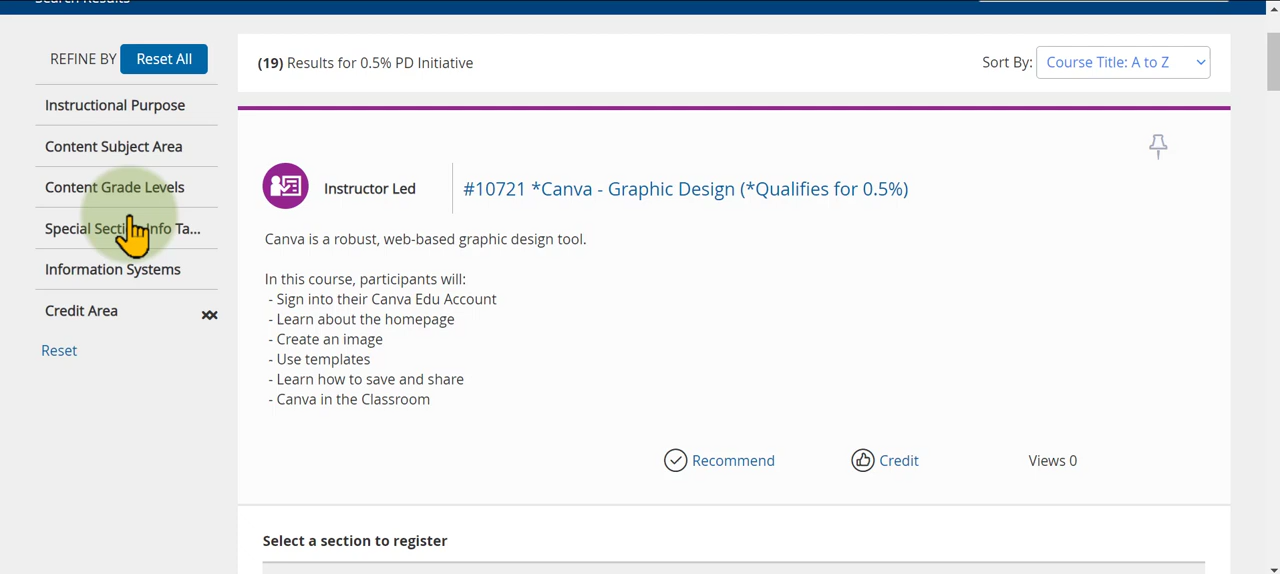 Search Results
REFINE BY Reset All
Instructional Purpose
Content Subject Area
Content Grade Levels
Special Section Info Ta...
Information Systems
Credit Area
Reset
(19) Results for 0.5% PD Initiative
Sort By: Course Title: A to Z
Instructor Led
#10721 *Canva - Graphic Design (*Qualifies for 0.5%)
Canva is a robust, web-based graphic design tool.
In this course, participants will:
- Sign into their Canva Edu Account
- Learn about the homepage
- Create an image
- Use templates
- Learn how to save and share
- Canva in the Classroom
Recommend
Credit
Views 0
Select a section to register